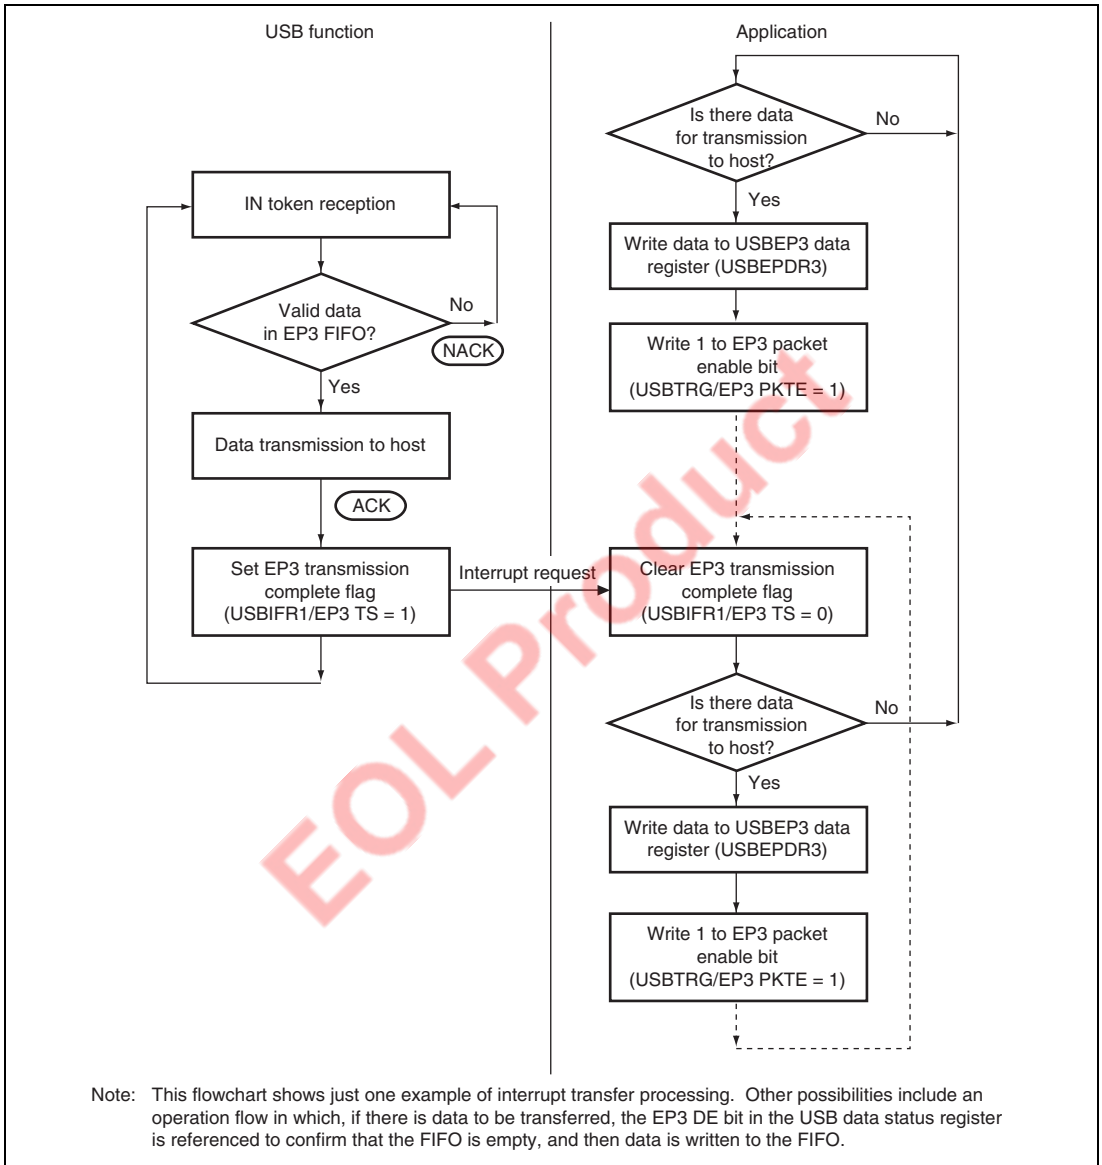 USB function
Application
IN token reception
Valid data
in EP3 FIFO?
No
NACK
Yes
Data transmission to host
ACK
Set EP3 transmission
complete flag
(USBIFR1/EP3 TS = 1)
Interrupt request
Is there data
for transmission
to host?
No
Yes
Write data to USBEP3 data
register (USBEPDR3)
Write 1 to EP3 packet
enable bit
(USBTRG/EP3 PKTE = 1)
Clear EP3 transmission
complete flag
(USBIFR1/EP3 TS = 0)
Is there data
for transmission
to host?
No
Yes
Write data to USBEP3 data
register (USBEPDR3)
Write 1 to EP3 packet
enable bit
(USBTRG/EP3 PKTE = 1)
EOL Product
Note: This flowchart shows just one example of interrupt transfer processing. Other possibilities include an
operation flow in which, if there is data to be transferred, the EP3 DE bit in the USB data status register
is referenced to confirm that the FIFO is empty, and then data is written to the FIFO.